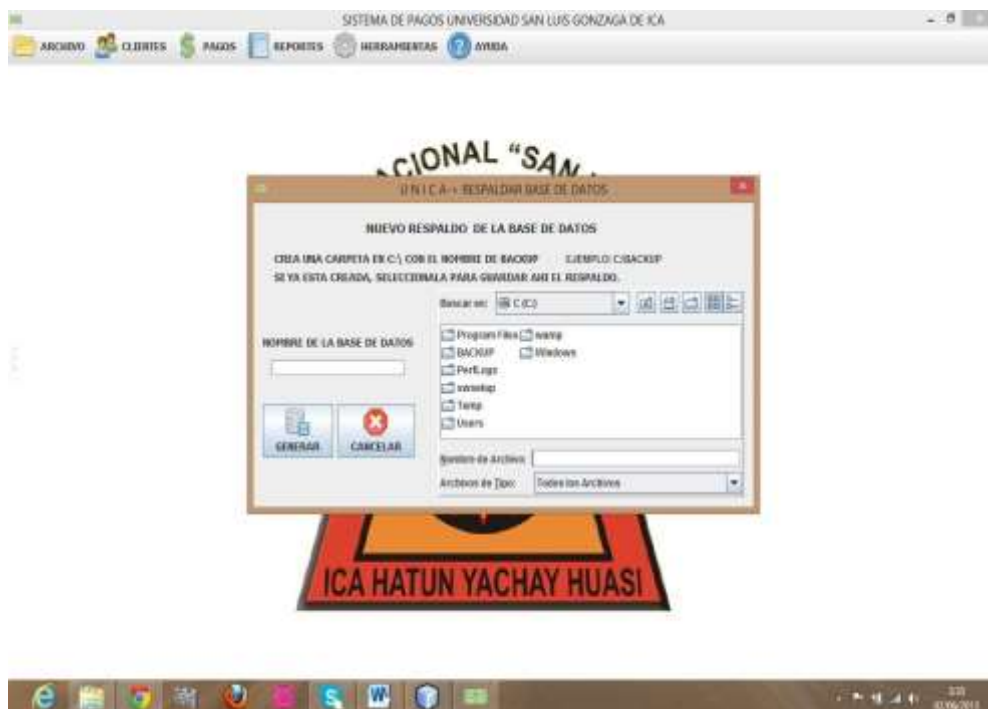 SISTEMA DE PAGOS UNIVERSIDAD SAN LUIS GONZAGA DE ICA
ARCHIVO CLIENTES PAGOS REPORTES HERRAMIENTAS AYUDA
CIONAL "SAN
U N I C A -> RESPALDAR BASE DE DATOS
NUEVO RESPALDO DE LA BASE DE DATOS
CREA UNA CARPETA EN C:\ CON EL NOMBRE DE BACKUP EJEMPLO: C:\BACKUP
SE YA ESTA CREADA, SELECCIONALA PARA GUARDAR AHI EL RESPALDO.
Buscar en: C (C:)
NOMBRE DE LA BASE DE DATOS
Program Files wamp
BACKUP Windows
PerfLogs
swsetup
Temp
Users
GENERAR CANCELAR
Nombre de Archivo:
Archivos de Tipo: Todos los Archivos
ICA HATUN YACHAY HUASI